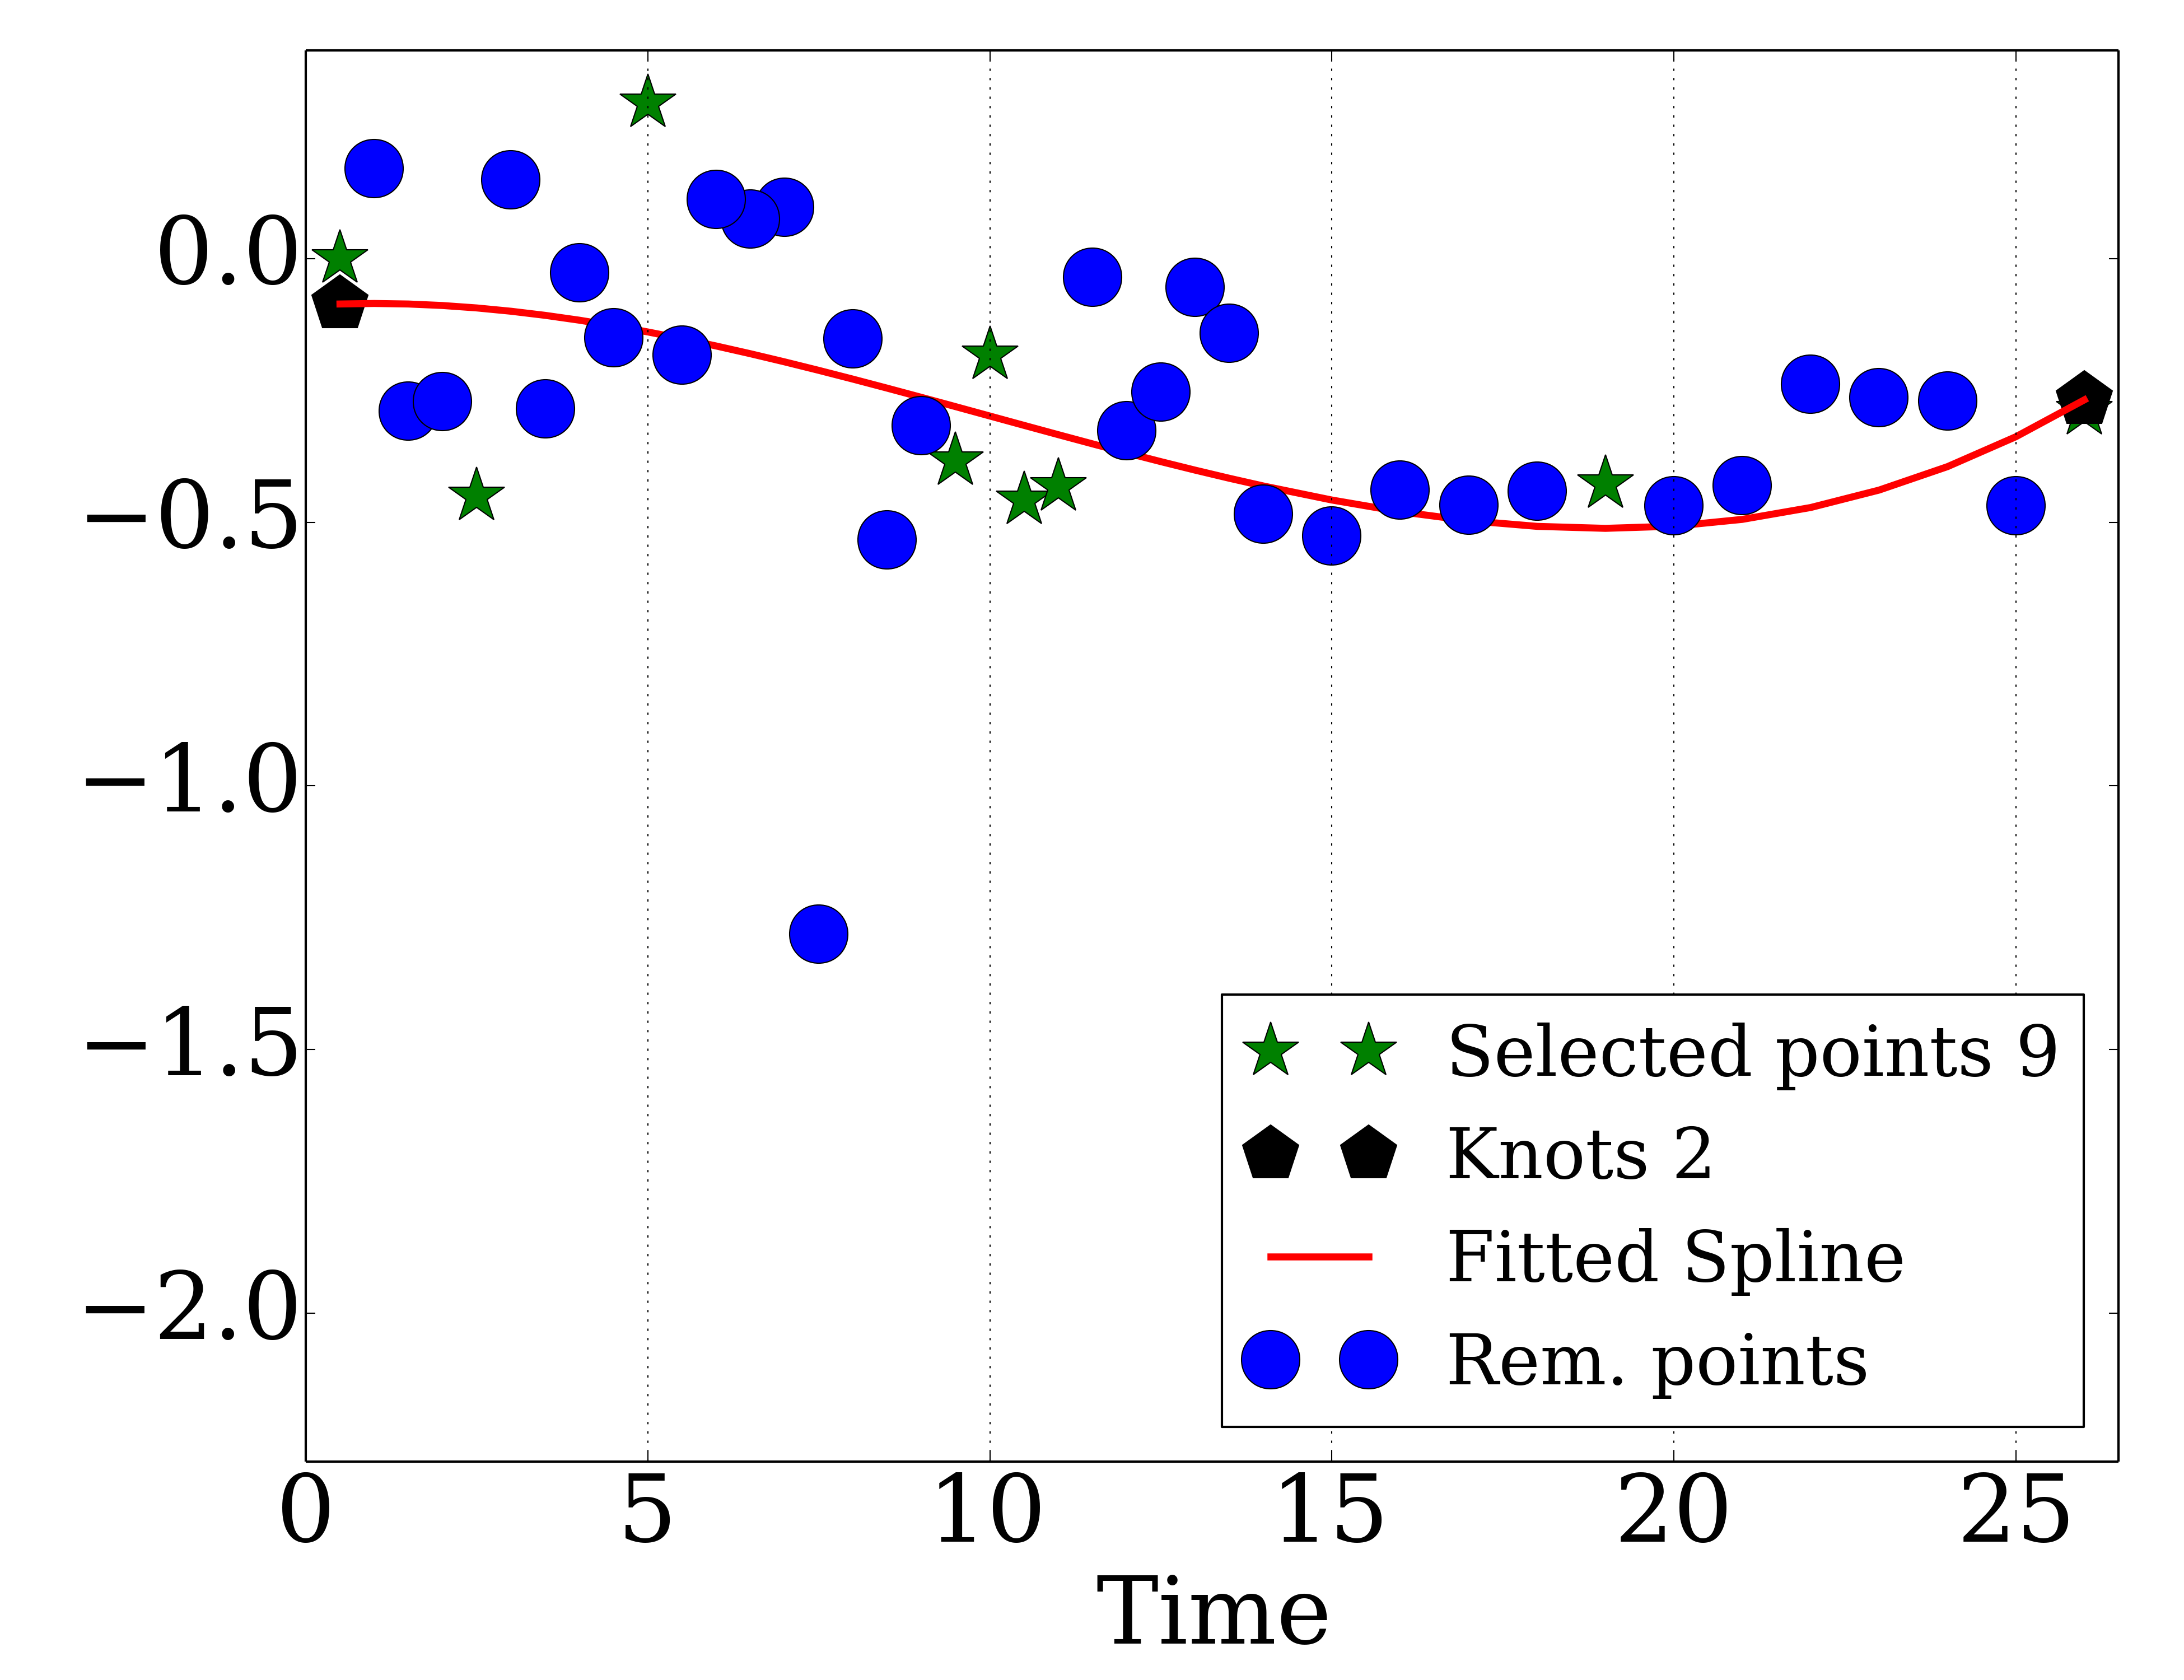 0.0
−0.5
−1.0
−1.5
−2.0
Selected points 9
Knots 2
Fitted Spline
Rem. points
0 5 10 15 20 25
Time